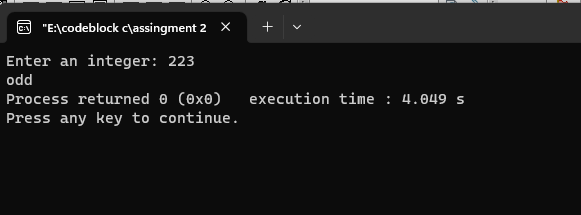 "E:\codeblock c\assingment 2
Enter an integer: 223
odd
Process returned 0 (0x0)   execution time : 4.049 s
Press any key to continue.